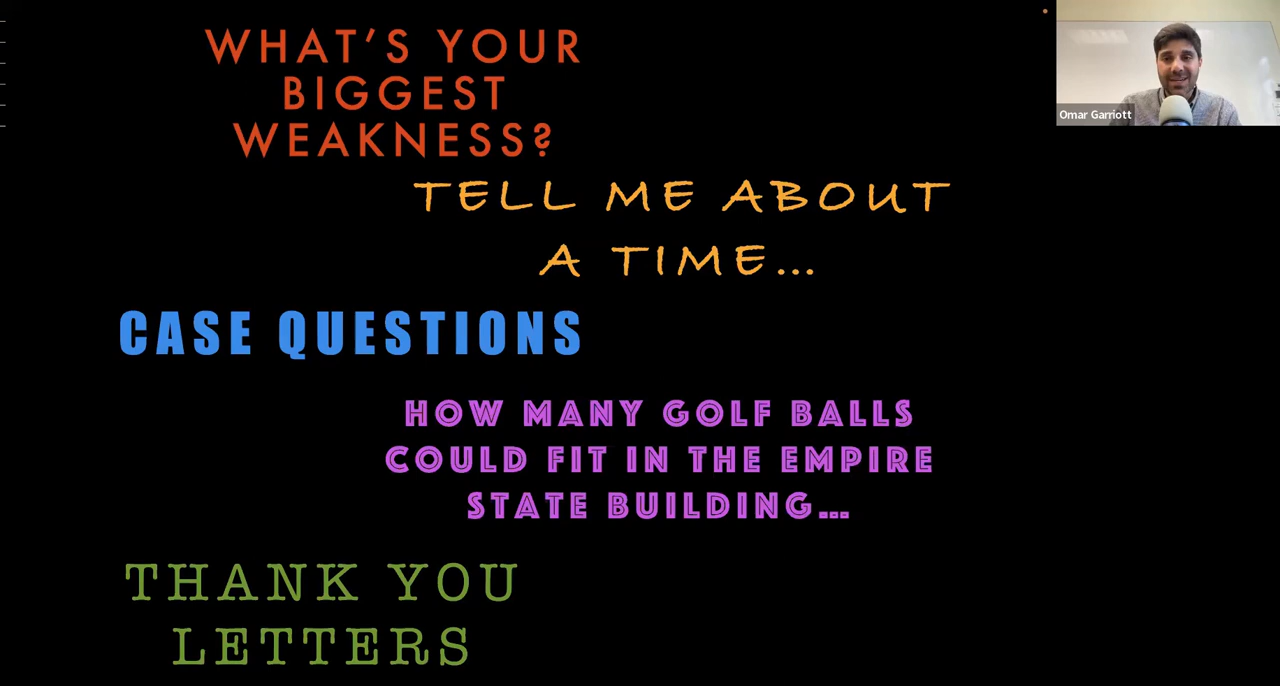 WHAT'S YOUR
BIGGEST
WEAKNESS?
Omar Garriott
TELL ME ABOUT
A TIME...
CASE QUESTIONS
HOW MANY GOLF BALLS
COULD FIT IN THE EMPIRE
STATE BUILDING...
THANK YOU
LETTERS